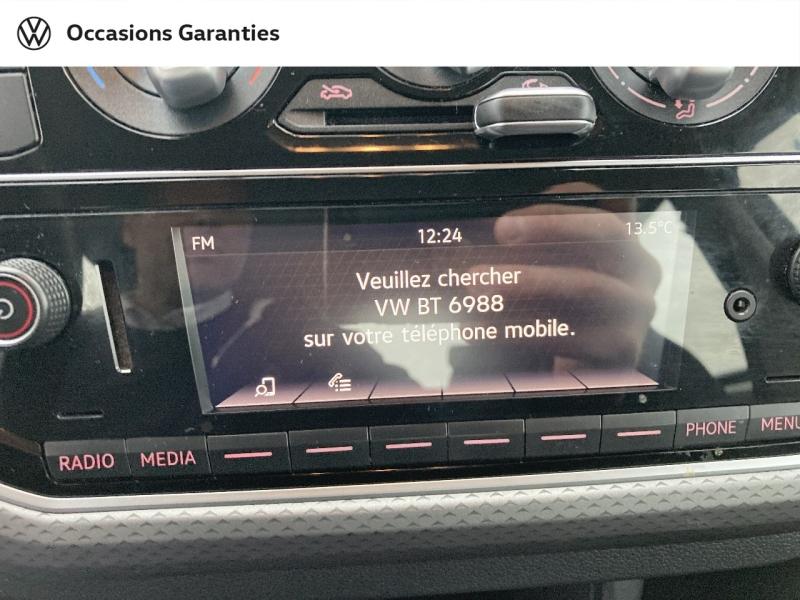 Occasions Garanties
FM 12:24 13.5°C
Veuillez chercher
VW BT 6988
sur votre téléphone mobile.
RADIO MEDIA PHONE MENU